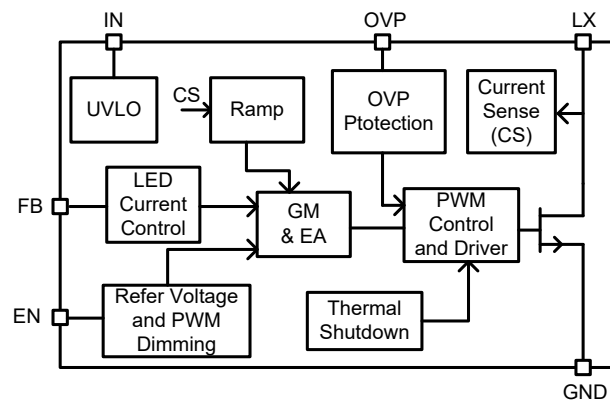 IN
OVP
LX
UVLO
CS
Ramp
OVP
Ptotection
Current
Sense
(CS)
FB
LED
Current
Control
GM
& EA
PWM
Control
and Driver
EN
Refer Voltage
and PWM
Dimming
Thermal
Shutdown
GND